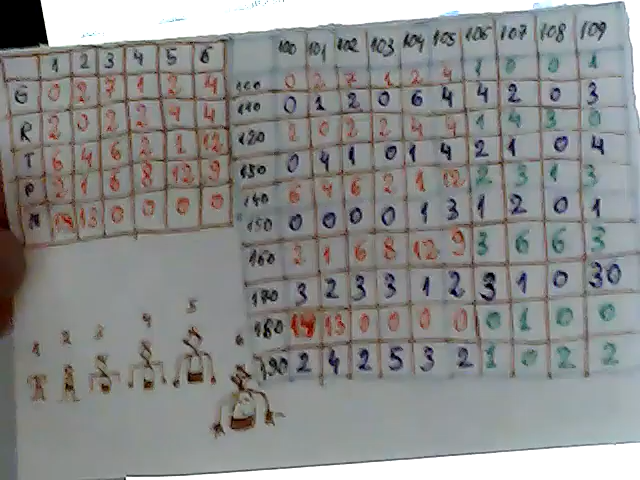 1 2 3 4 5 6
0 2 7 1 2 4
R 2 0 2 2 4 4
T 6 4 6 2 1 12
P 2 1 6 8 12 9
14 13 0 0 0 0
100 101 102 103 104 105 106 107 108 109
0 2 7 1 2 4 1 0 0 1
110 0 1 2 0 6 4 4 2 0 3
120 2 0 2 2 4 4 1 4 3 0
130 0 4 1 0 1 4 2 1 0 4
140 6 4 6 2 1 12 2 3 1 3
150 0 0 0 0 1 3 1 2 0 1
160 2 1 6 8 12 9 3 6 6 3
3 2 3 3 1 2 3 1 0 30
14 13 0 0 0 0 0 1 0 0
190 2 4 2 5 3 2 1 0 2 2
1 2 3 4 5 6